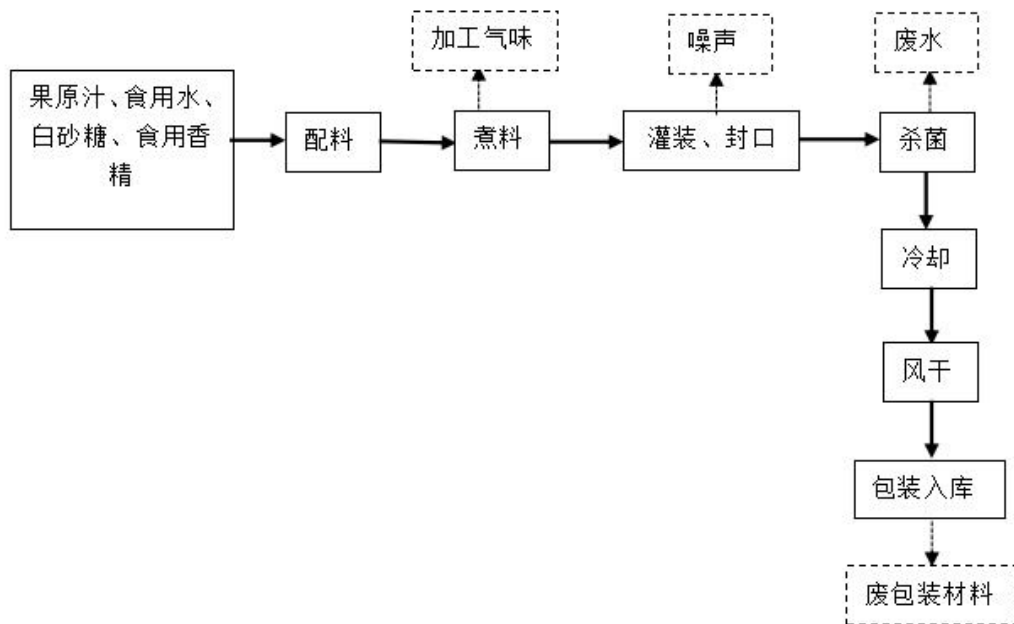 加工气味
噪声
废水
果原汁、食用水、
白砂糖、食用香
精
配料
煮料
灌装、封口
杀菌
冷却
风干
包装入库
废包装材料